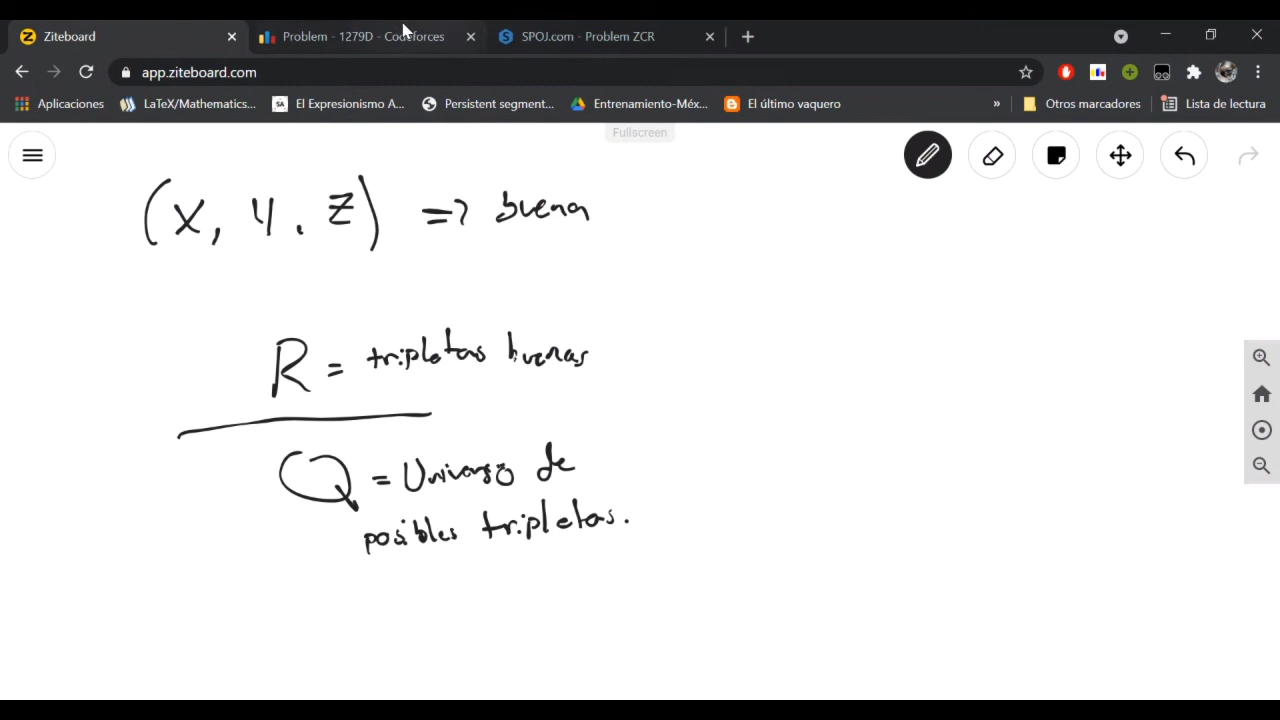 Ziteboard
Problem - 1279D - Codeforces
SPOJ.com - Problem ZCR
app.ziteboard.com
Aplicaciones
LaTeX/Mathematics...
El Expresionismo A...
Persistent segment...
Entrenamiento-Méx...
El último vaquero
»
Otros marcadores
Lista de lectura
Fullscreen
(x, y, z) => buena
R = tripletas buenas
Q = Universo de
posibles tripletas.